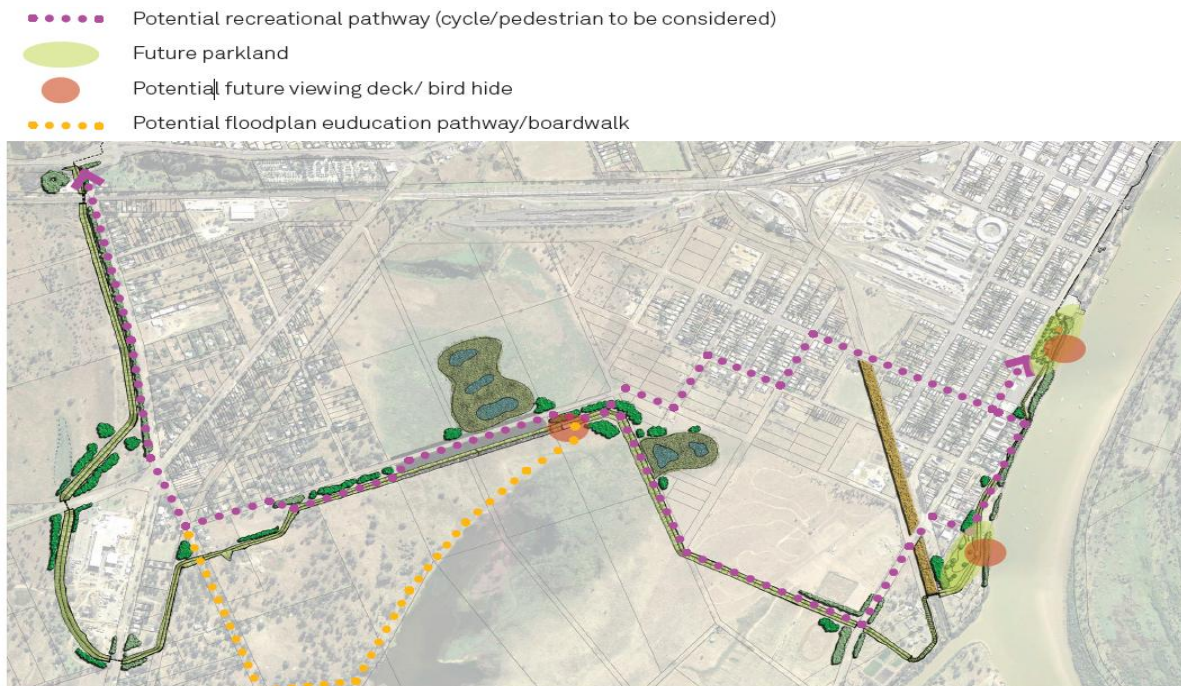 Potential recreational pathway (cycle/pedestrian to be considered)
Future parkland
Potential future viewing deck/ bird hide
Potential floodplan euducation pathway/boardwalk